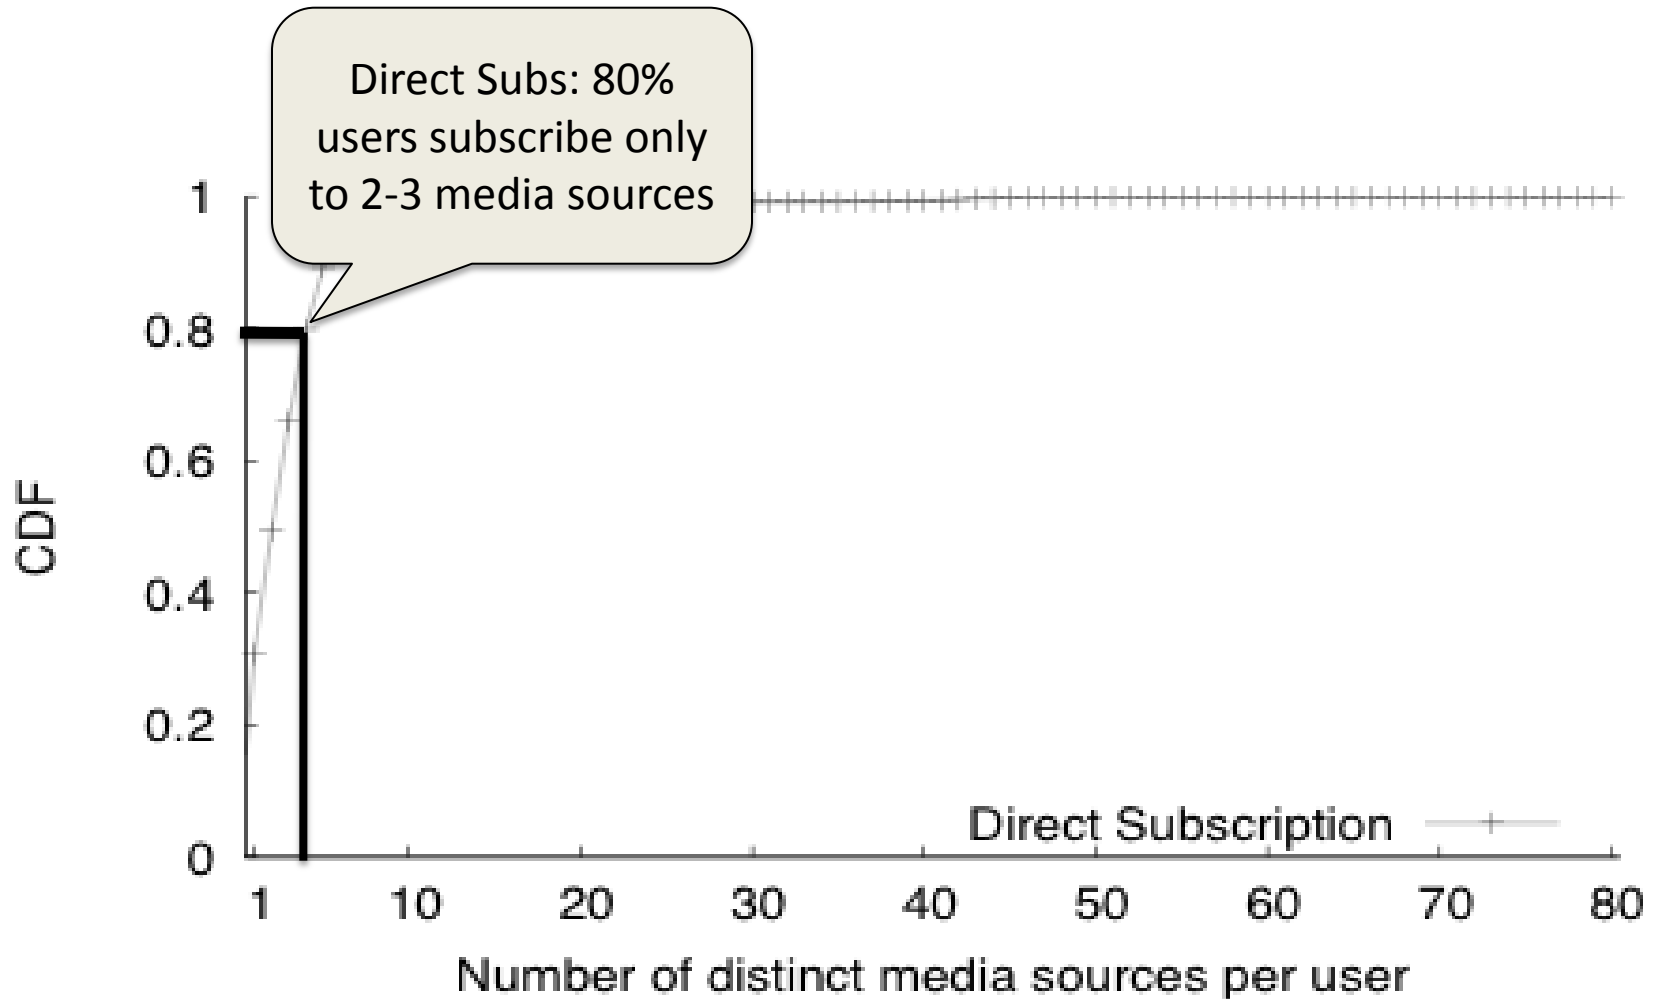 Direct Subs: 80%
users subscribe only
to 2-3 media sources
1
0.8
0.6
0.4
0.2
0
CDF
Direct Subscription
1 10 20 30 40 50 60 70 80
Number of distinct media sources per user